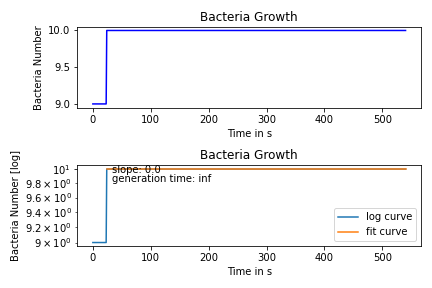 Bacteria Growth
10.0
9.5
9.0
Bacteria Number
0 100 200 300 400 500
Time in s
Bacteria Growth
10¹
9.8 × 10⁰
9.6 × 10⁰
9.4 × 10⁰
9.2 × 10⁰
9 × 10⁰
Bacteria Number [log]
slope: 0.0
generation time: inf
log curve
fit curve
0 100 200 300 400 500
Time in s